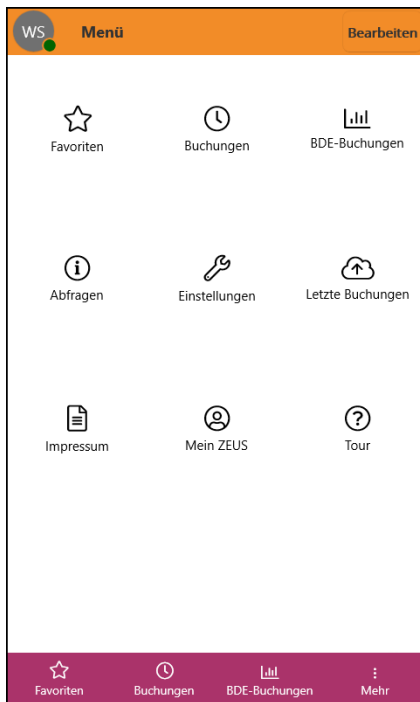 WS Menü Bearbeiten
Favoriten Buchungen BDE-Buchungen
Abfragen Einstellungen Letzte Buchungen
Impressum Mein ZEUS Tour
Favoriten Buchungen BDE-Buchungen Mehr